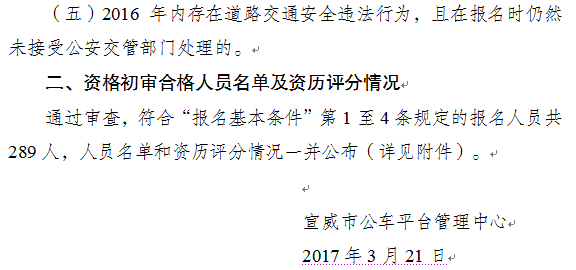 （五）2016 年内存在道路交通安全违法行为，且在报名时仍然
未接受公安交管部门处理的。
二、资格初审合格人员名单及资历评分情况
通过审查，符合“报名基本条件”第 1 至 4 条规定的报名人员共
289 人，人员名单和资历评分情况一并公布（详见附件）。
宣威市公车平台管理中心
2017 年 3 月 21 日